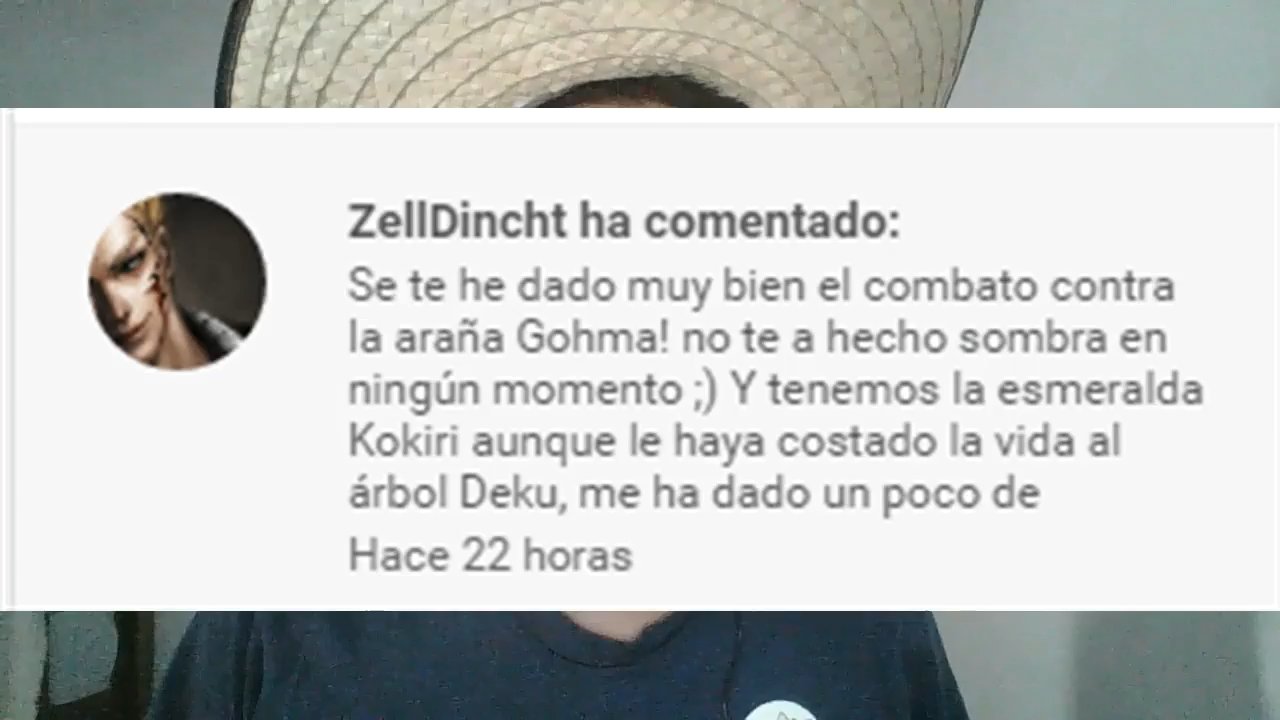 ZellDincht ha comentado:
Se te he dado muy bien el combato contra
la araña Gohma! no te a hecho sombra en
ningún momento ;) Y tenemos la esmeralda
Kokiri aunque le haya costado la vida al
árbol Deku, me ha dado un poco de
Hace 22 horas